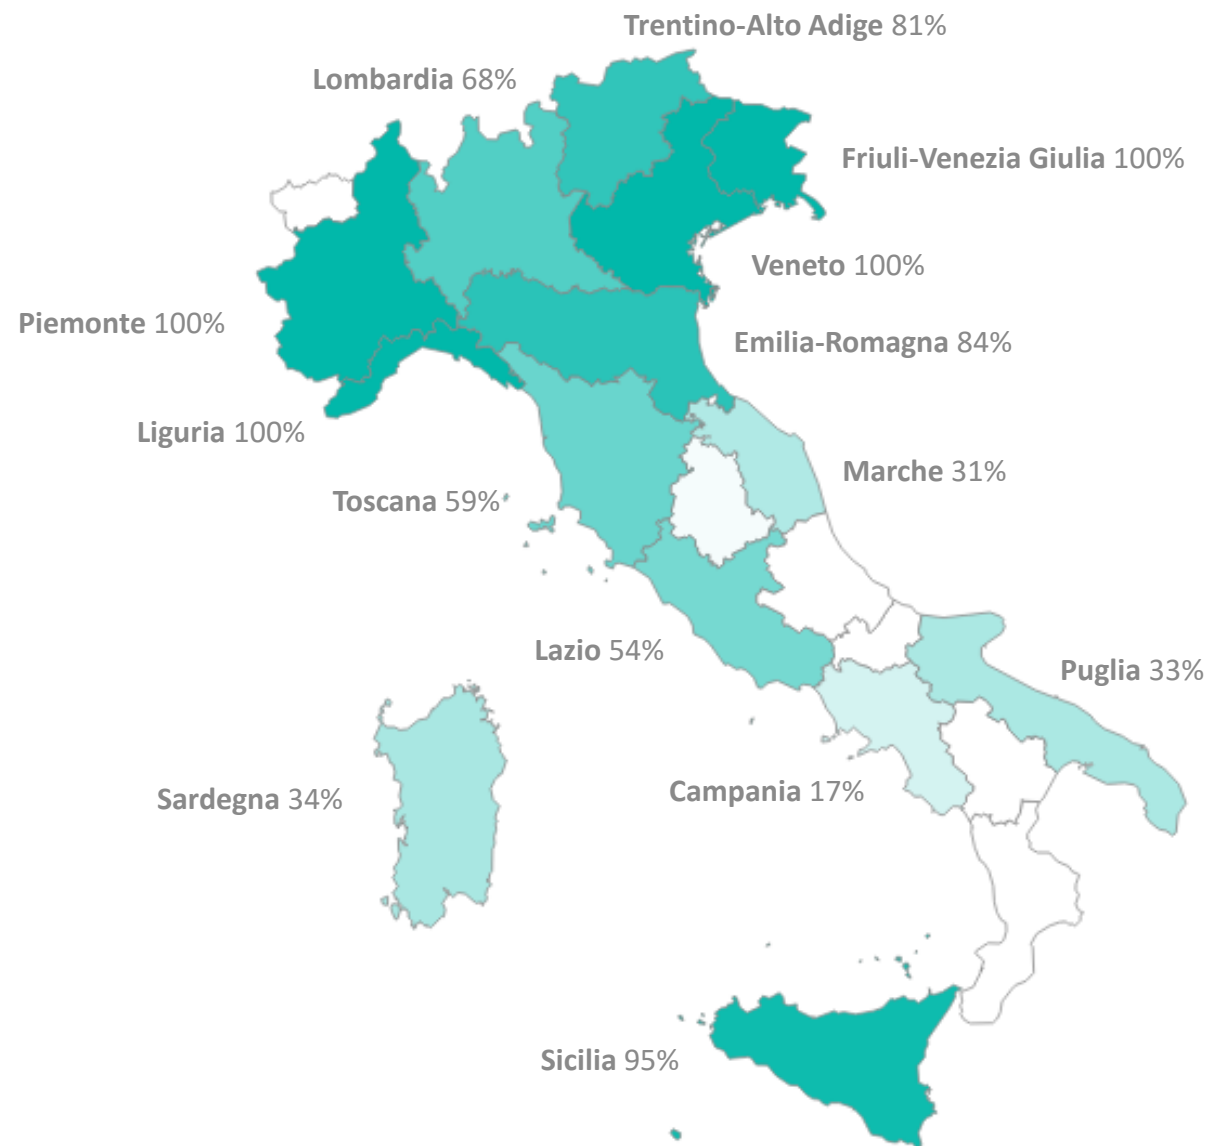 Trentino-Alto Adige 81%
Lombardia 68%
Friuli-Venezia Giulia 100%
Veneto 100%
Piemonte 100%
Emilia-Romagna 84%
Liguria 100%
Marche 31%
Toscana 59%
Lazio 54%
Puglia 33%
Campania 17%
Sardegna 34%
Sicilia 95%